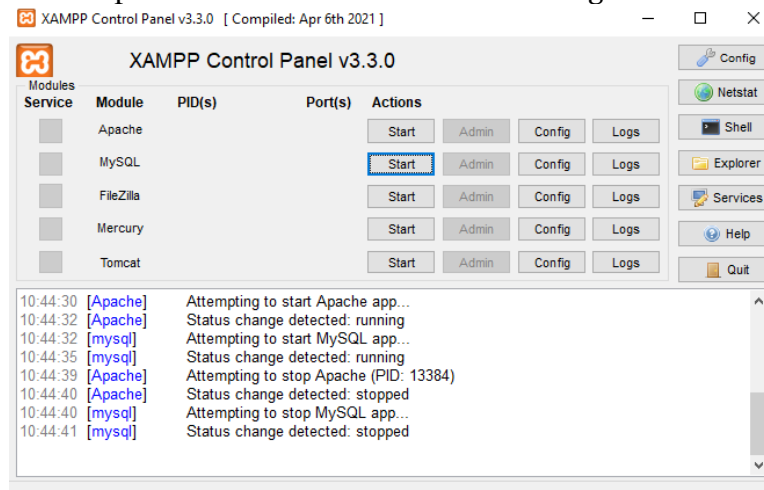 XAMPP Control Panel v3.3.0 [ Compiled: Apr 6th 2021 ]
XAMPP Control Panel v3.3.0
Config
Modules
Netstat
Service Module PID(s) Port(s) Actions
Apache Start Admin Config Logs
Shell
MySQL Start Admin Config Logs
Explorer
FileZilla Start Admin Config Logs
Services
Mercury Start Admin Config Logs
Help
Tomcat Start Admin Config Logs
Quit
10:44:30 [Apache] Attempting to start Apache app...
10:44:32 [Apache] Status change detected: running
10:44:32 [mysql] Attempting to start MySQL app...
10:44:35 [mysql] Status change detected: running
10:44:39 [Apache] Attempting to stop Apache (PID: 13384)
10:44:40 [Apache] Status change detected: stopped
10:44:40 [mysql] Attempting to stop MySQL app...
10:44:41 [mysql] Status change detected: stopped